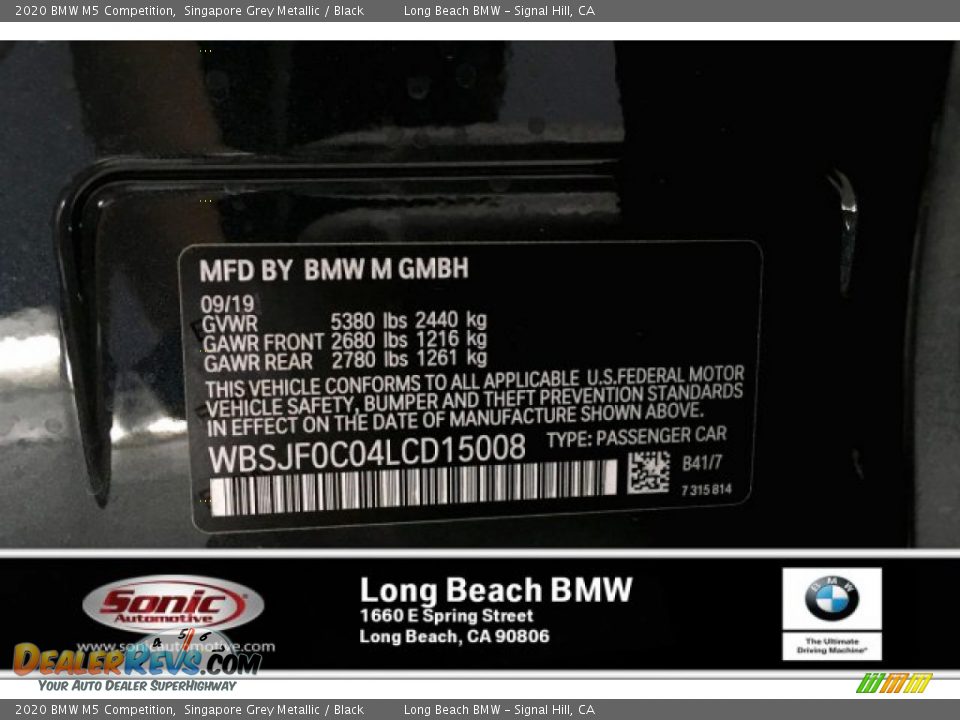 2020 BMW M5 Competition, Singapore Grey Metallic / Black Long Beach BMW - Signal Hill, CA
MFD BY BMW M GMBH
09/19
GVWR 5380 lbs 2440 kg
GAWR FRONT 2680 lbs 1216 kg
GAWR REAR 2780 lbs 1261 kg
THIS VEHICLE CONFORMS TO ALL APPLICABLE U.S.FEDERAL MOTOR
VEHICLE SAFETY, BUMPER AND THEFT PREVENTION STANDARDS
IN EFFECT ON THE DATE OF MANUFACTURE SHOWN ABOVE.
WBSJF0C04LCD15008 TYPE: PASSENGER CAR
B41/7
7 315 814
Sonic
Automotive
www.sonicautomotive.com
Long Beach BMW
1660 E Spring Street
Long Beach, CA 90806
BMW
The Ultimate
Driving Machine®
4 5 6
DealerRevs.com
Your Auto Dealer SuperHighway
2020 BMW M5 Competition, Singapore Grey Metallic / Black Long Beach BMW - Signal Hill, CA